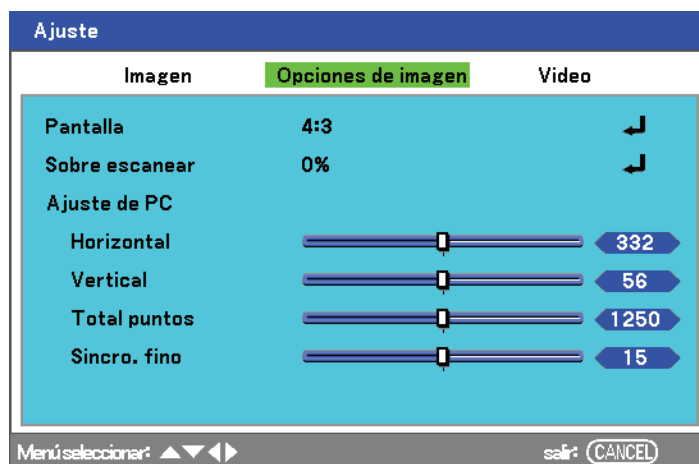 Ajuste
Imagen Opciones de imagen Video
Pantalla 4:3
Sobre escanear 0%
Ajuste de PC
Horizontal 332
Vertical 56
Total puntos 1250
Sincro. fino 15
Menú seleccionar: ▲▼◀▶ salir: CANCEL